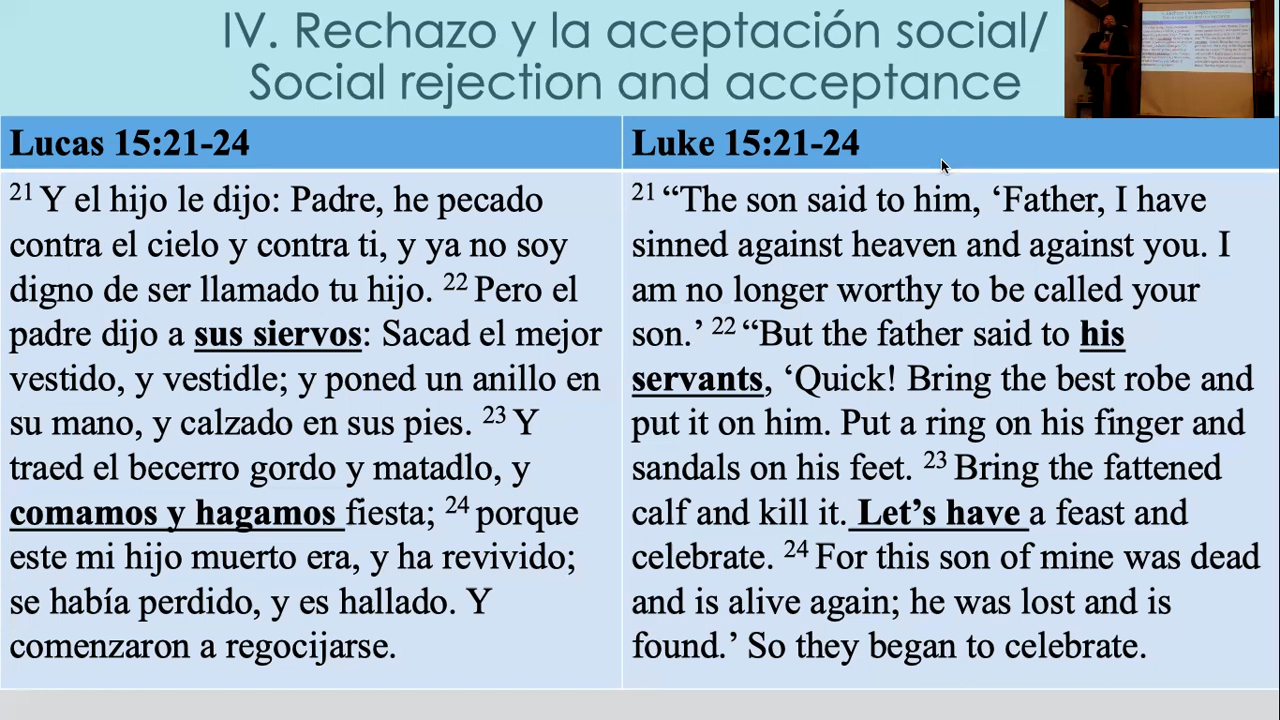 IV. Rechazo y la aceptación social/
Social rejection and acceptance
Lucas 15:21-24
21 Y el hijo le dijo: Padre, he pecado
contra el cielo y contra ti, y ya no soy
digno de ser llamado tu hijo. 22 Pero el
padre dijo a sus siervos: Sacad el mejor
vestido, y vestidle; y poned un anillo en
su mano, y calzado en sus pies. 23 Y
traed el becerro gordo y matadlo, y
comamos y hagamos fiesta; 24 porque
este mi hijo muerto era, y ha revivido;
se había perdido, y es hallado. Y
comenzaron a regocijarse.
Luke 15:21-24
21 “The son said to him, ‘Father, I have
sinned against heaven and against you. I
am no longer worthy to be called your
son.’ 22 “But the father said to his
servants, ‘Quick! Bring the best robe and
put it on him. Put a ring on his finger and
sandals on his feet. 23 Bring the fattened
calf and kill it. Let’s have a feast and
celebrate. 24 For this son of mine was dead
and is alive again; he was lost and is
found.’ So they began to celebrate.